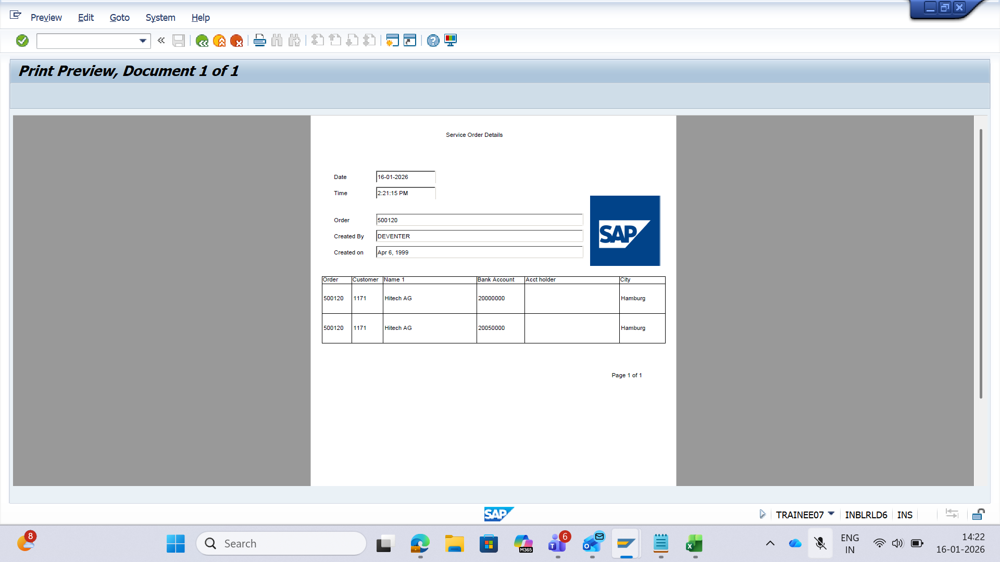 Preview Edit Goto System Help
Print Preview, Document 1 of 1
Service Order Details
Date 16-01-2026
Time 2:21:15 PM
Order 500120
Created By DEVENTER
Created on Apr 6, 1999
SAP
Order Customer Name 1 Bank Account Acct holder City
500120 1171 Hitech AG 20000000 Hamburg
500120 1171 Hitech AG 20050000 Hamburg
Page 1 of 1
SAP
TRAINEE07 INBLRLD6 INS
8
Search
M365
T 6
O
X
ENG
IN
14:22
16-01-2026